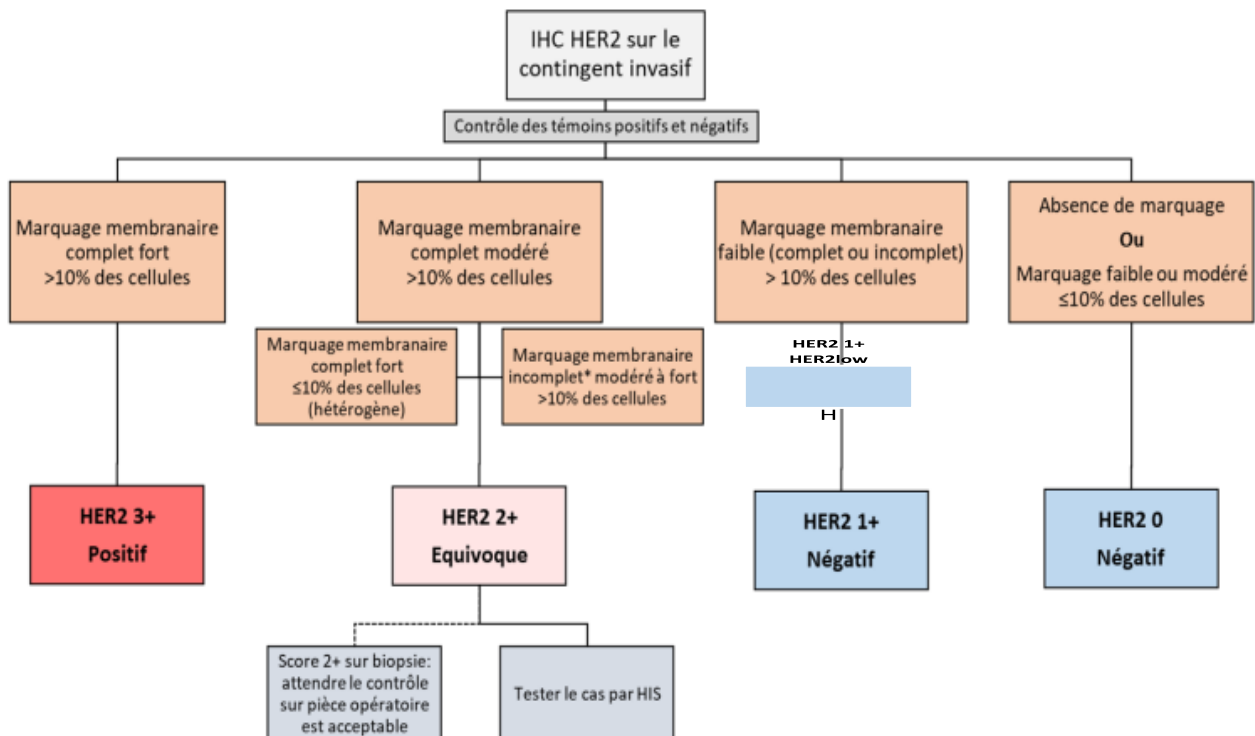 IHC HER2 sur le
contingent invasif
Contrôle des témoins positifs et négatifs
Marquage membranaire
complet fort
>10% des cellules
Marquage membranaire
complet modéré
>10% des cellules
Marquage membranaire
faible (complet ou incomplet)
> 10% des cellules
Absence de marquage
Ou
Marquage faible ou modéré
≤10% des cellules
Marquage membranaire
complet fort
≤10% des cellules
(hétérogène)
Marquage membranaire
incomplet* modéré à fort
>10% des cellules
HER2 1+
HER2low
H
HER2 3+
Positif
HER2 2+
Equivoque
HER2 1+
Négatif
HER2 0
Négatif
Score 2+ sur biopsie:
attendre le contrôle
sur pièce opératoire
est acceptable
Tester le cas par HIS